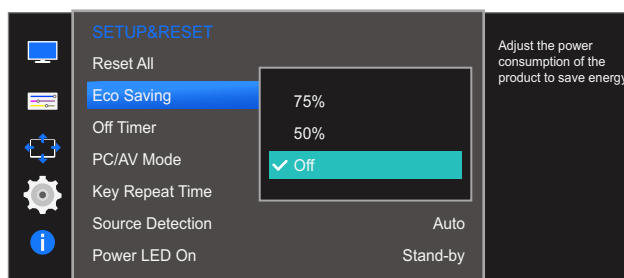 SETUP&RESET
Reset All
Eco Saving
75%
Off Timer
50%
PC/AV Mode
Off
Key Repeat Time
Source Detection Auto
Power LED On Stand-by
Adjust the power
consumption of the
product to save energy
i